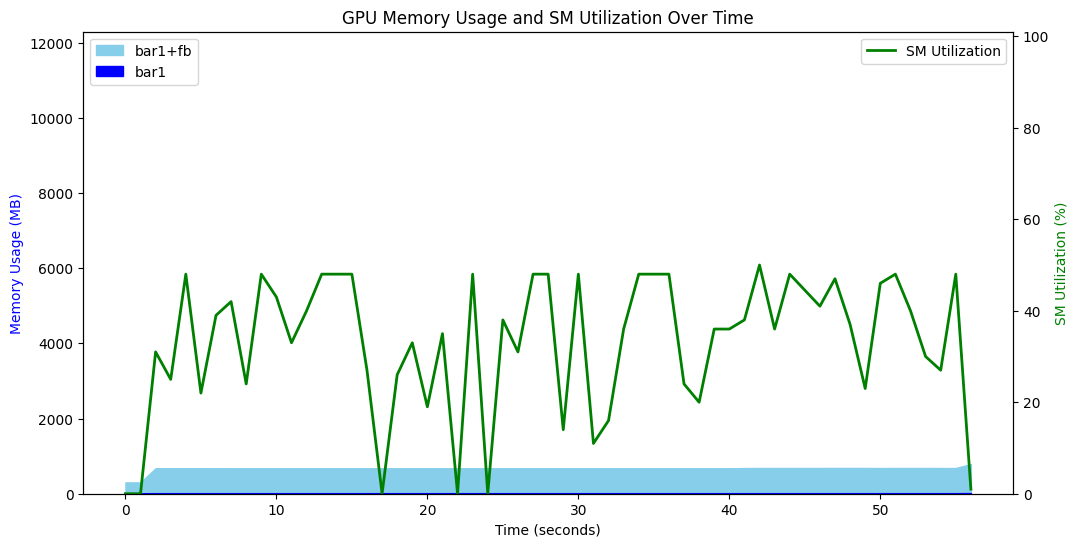 GPU Memory Usage and SM Utilization Over Time
bar1+fb
bar1
SM Utilization
Memory Usage (MB)
12000
10000
8000
6000
4000
2000
0
100
80
60
40
20
0
SM Utilization (%)
0 10 20 30 40 50
Time (seconds)